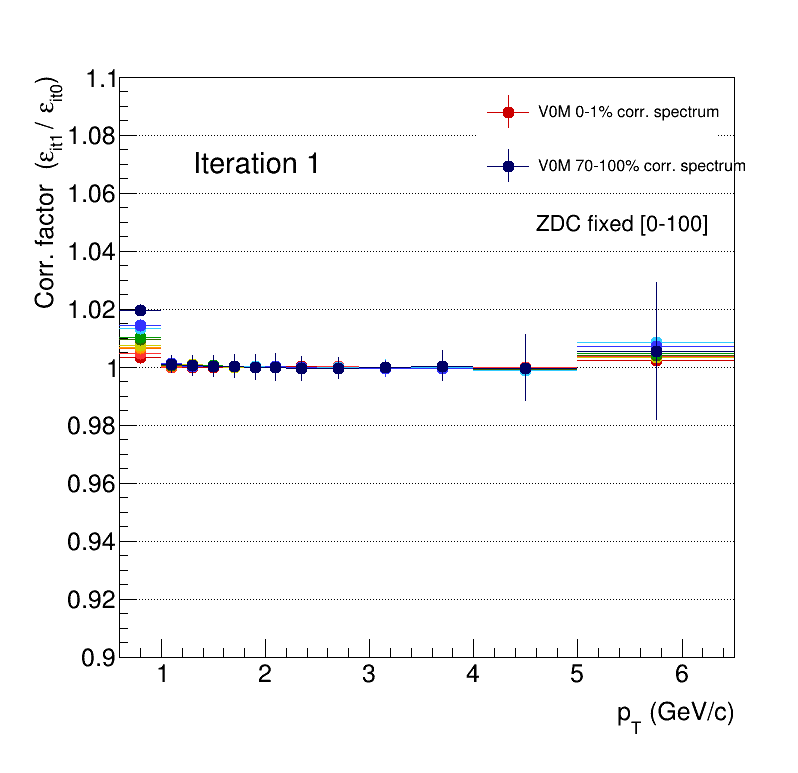 Corr. factor (εit1 / εit0)
1.1
1.08
1.06
1.04
1.02
1
0.98
0.96
0.94
0.92
0.9
V0M 0-1% corr. spectrum
Iteration 1
V0M 70-100% corr. spectrum
ZDC fixed [0-100]
1 2 3 4 5 6
pT (GeV/c)